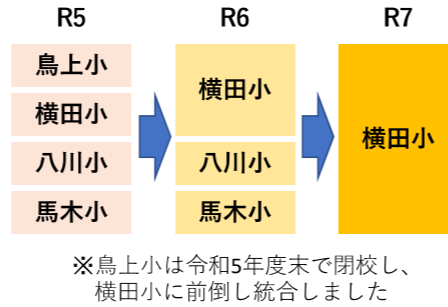 R5
R6
R7
鳥上小
横田小
八川小
馬木小
横田小
八川小
馬木小
横田小
※鳥上小は令和5年度末で閉校し、
横田小に前倒し統合しました